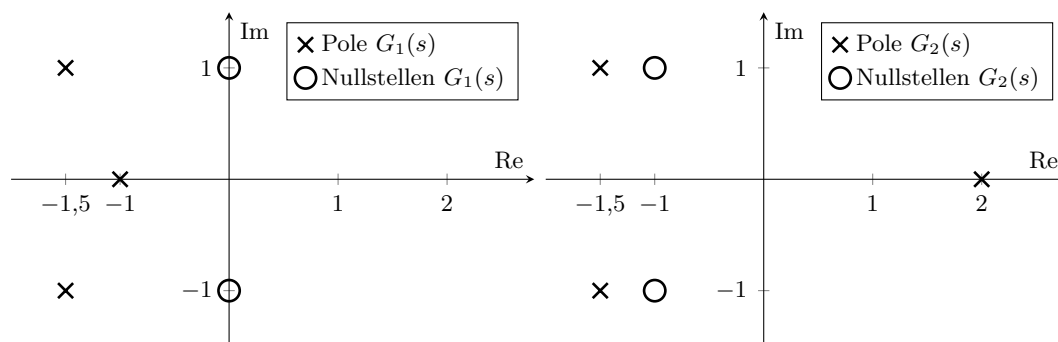 Im
Pole G₁(s)
Nullstellen G₁(s)
1
Re
−1,5 −1 1 2
−1
Im
Pole G₂(s)
Nullstellen G₂(s)
1
Re
−1,5 −1 1 2
−1